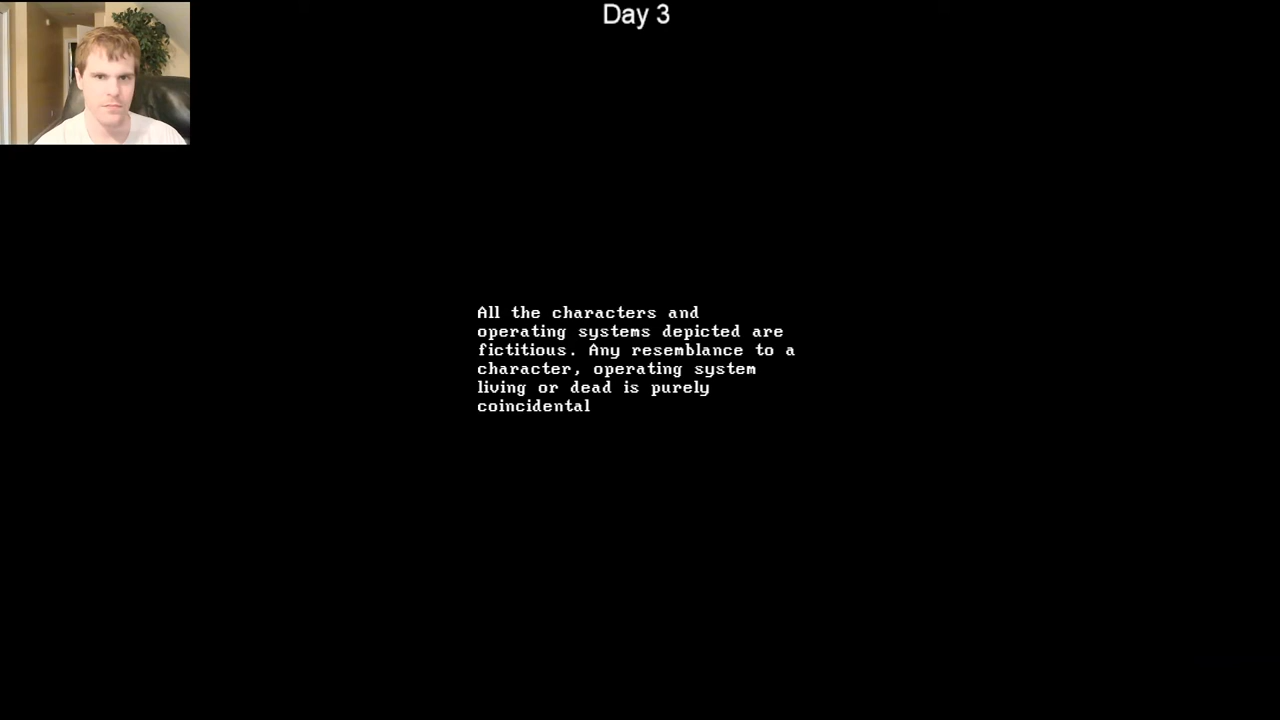 Day 3
All the characters and
operating systems depicted are
fictitious. Any resemblance to a
character, operating system
living or dead is purely
coincidental